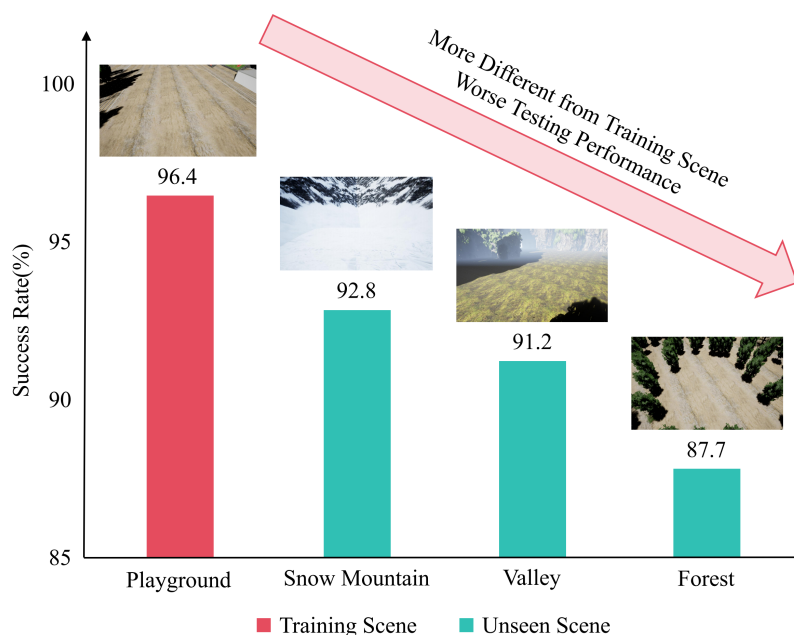 More Different from Training Scene
Worse Testing Performance
Success Rate(%)
100
95
90
85
96.4
92.8
91.2
87.7
Playground
Snow Mountain
Valley
Forest
Training Scene
Unseen Scene